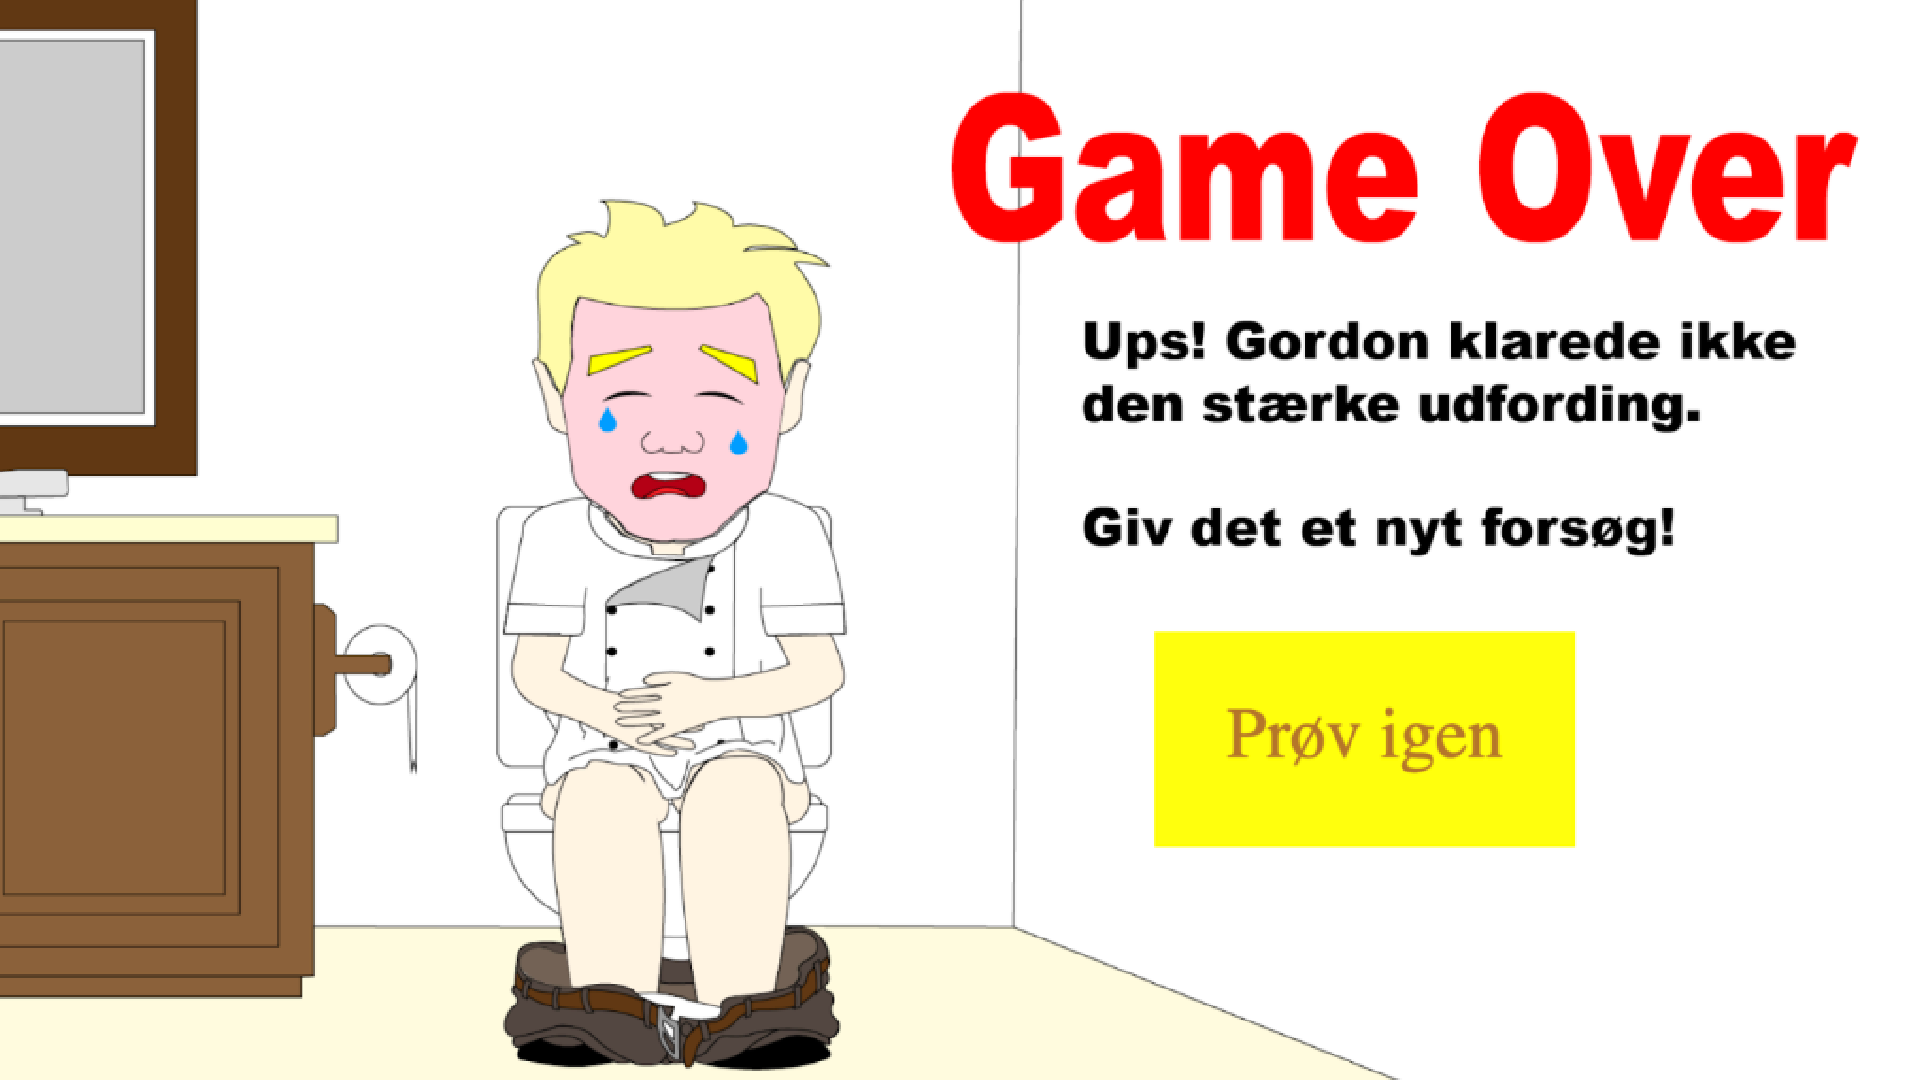 Game Over
Ups! Gordon klarede ikke
den stærke udfording.
Giv det et nyt forsøg!
Prøv igen